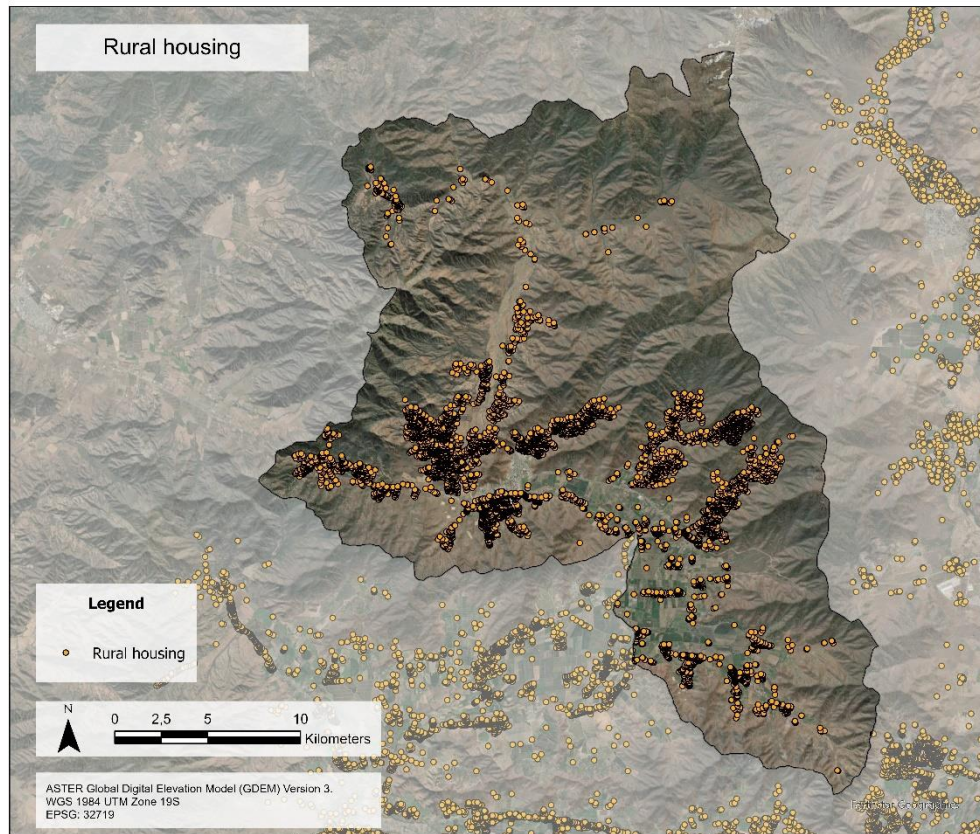 Rural housing
Legend
Rural housing
N
0 2,5 5 10
Kilometers
ASTER Global Digital Elevation Model (GDEM) Version 3.
WGS 1984 UTM Zone 19S
EPSG: 32719
Geographics